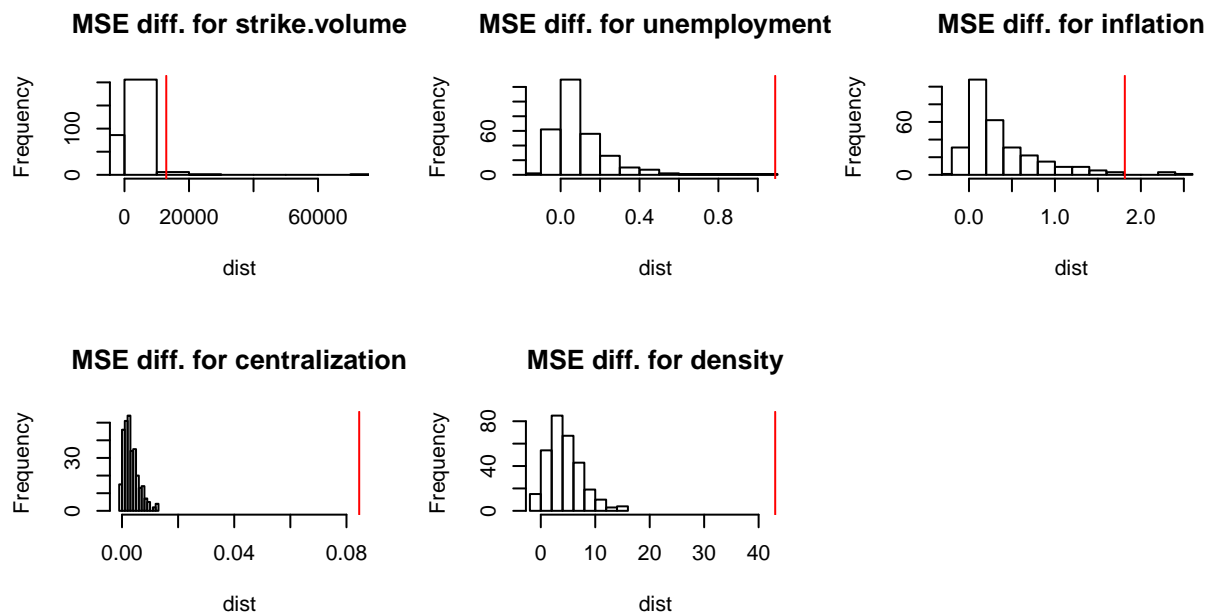 MSE diff. for strike.volume
Frequency
0 100
0 20000 60000
dist
MSE diff. for unemployment
Frequency
0 60
0.0 0.4 0.8
dist
MSE diff. for inflation
Frequency
0 60
0.0 1.0 2.0
dist
MSE diff. for centralization
Frequency
0 30
0.00 0.04 0.08
dist
MSE diff. for density
Frequency
0 40 80
0 10 20 30 40
dist